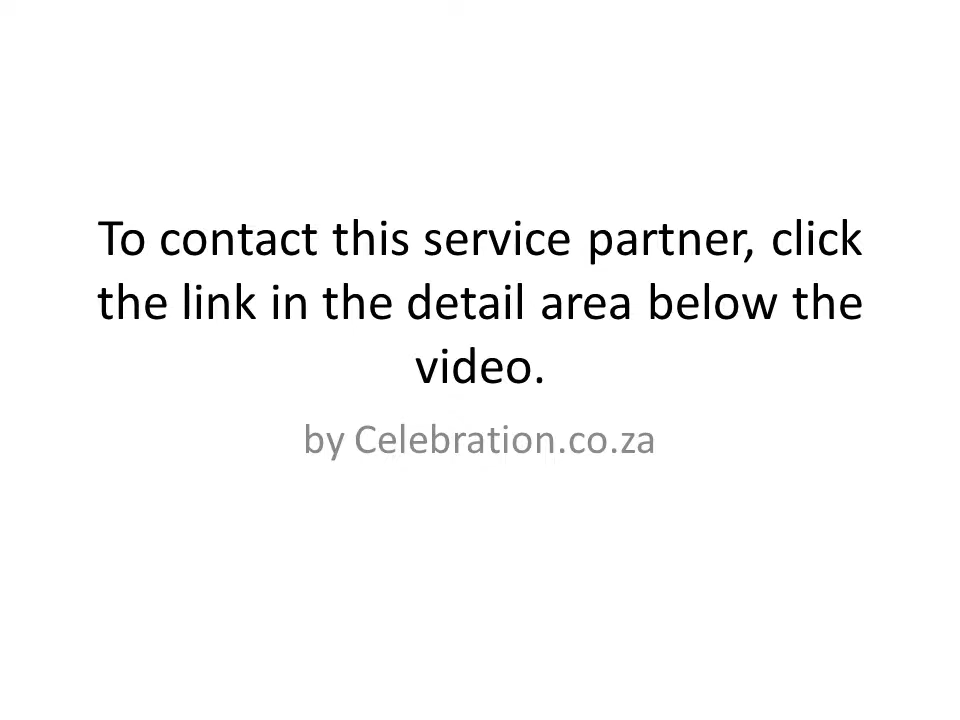 To contact this service partner, click
the link in the detail area below the
video.
by Celebration.co.za